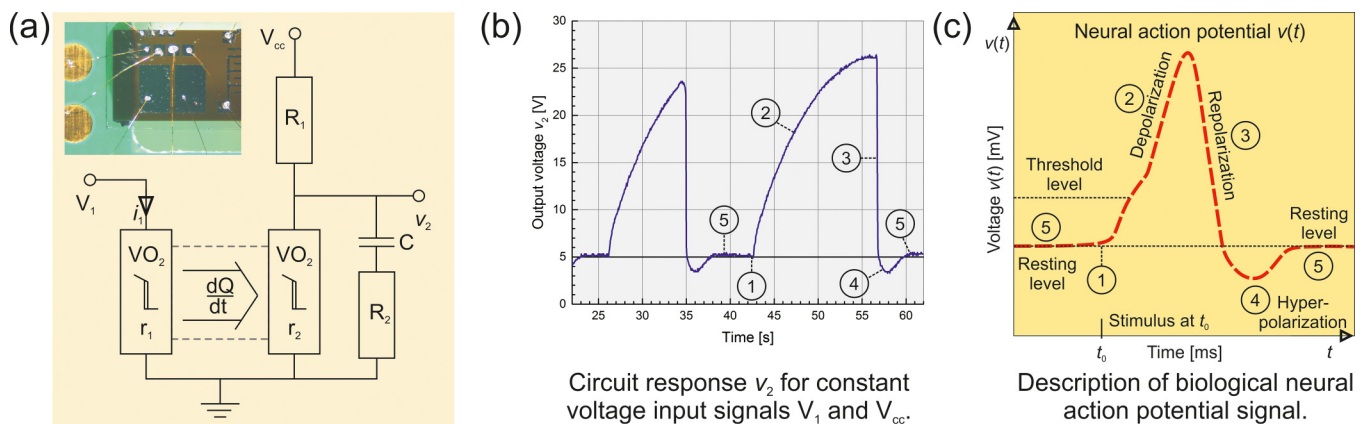 (a)
V_cc
R₁
V₁
i₁
v₂
VO₂
VO₂
C
dQ
dt
R₂
r₁
r₂
(b)
Output voltage v₂ [V]
30
25
20
15
10
5
0
2
3
5
5
1
4
25 30 35 40 45 50 55 60
Time [s]
Circuit response v₂ for constant
voltage input signals V₁ and V_cc.
(c)
v(t)
Neural action potential v(t)
Voltage v(t) [mV]
2
Depolarization
Repolarization
3
Threshold
level
5
Resting
level
Resting
level
1
5
4
Hyper-
polarization
Stimulus at t₀
t₀
Time [ms]
t
Description of biological neural
action potential signal.